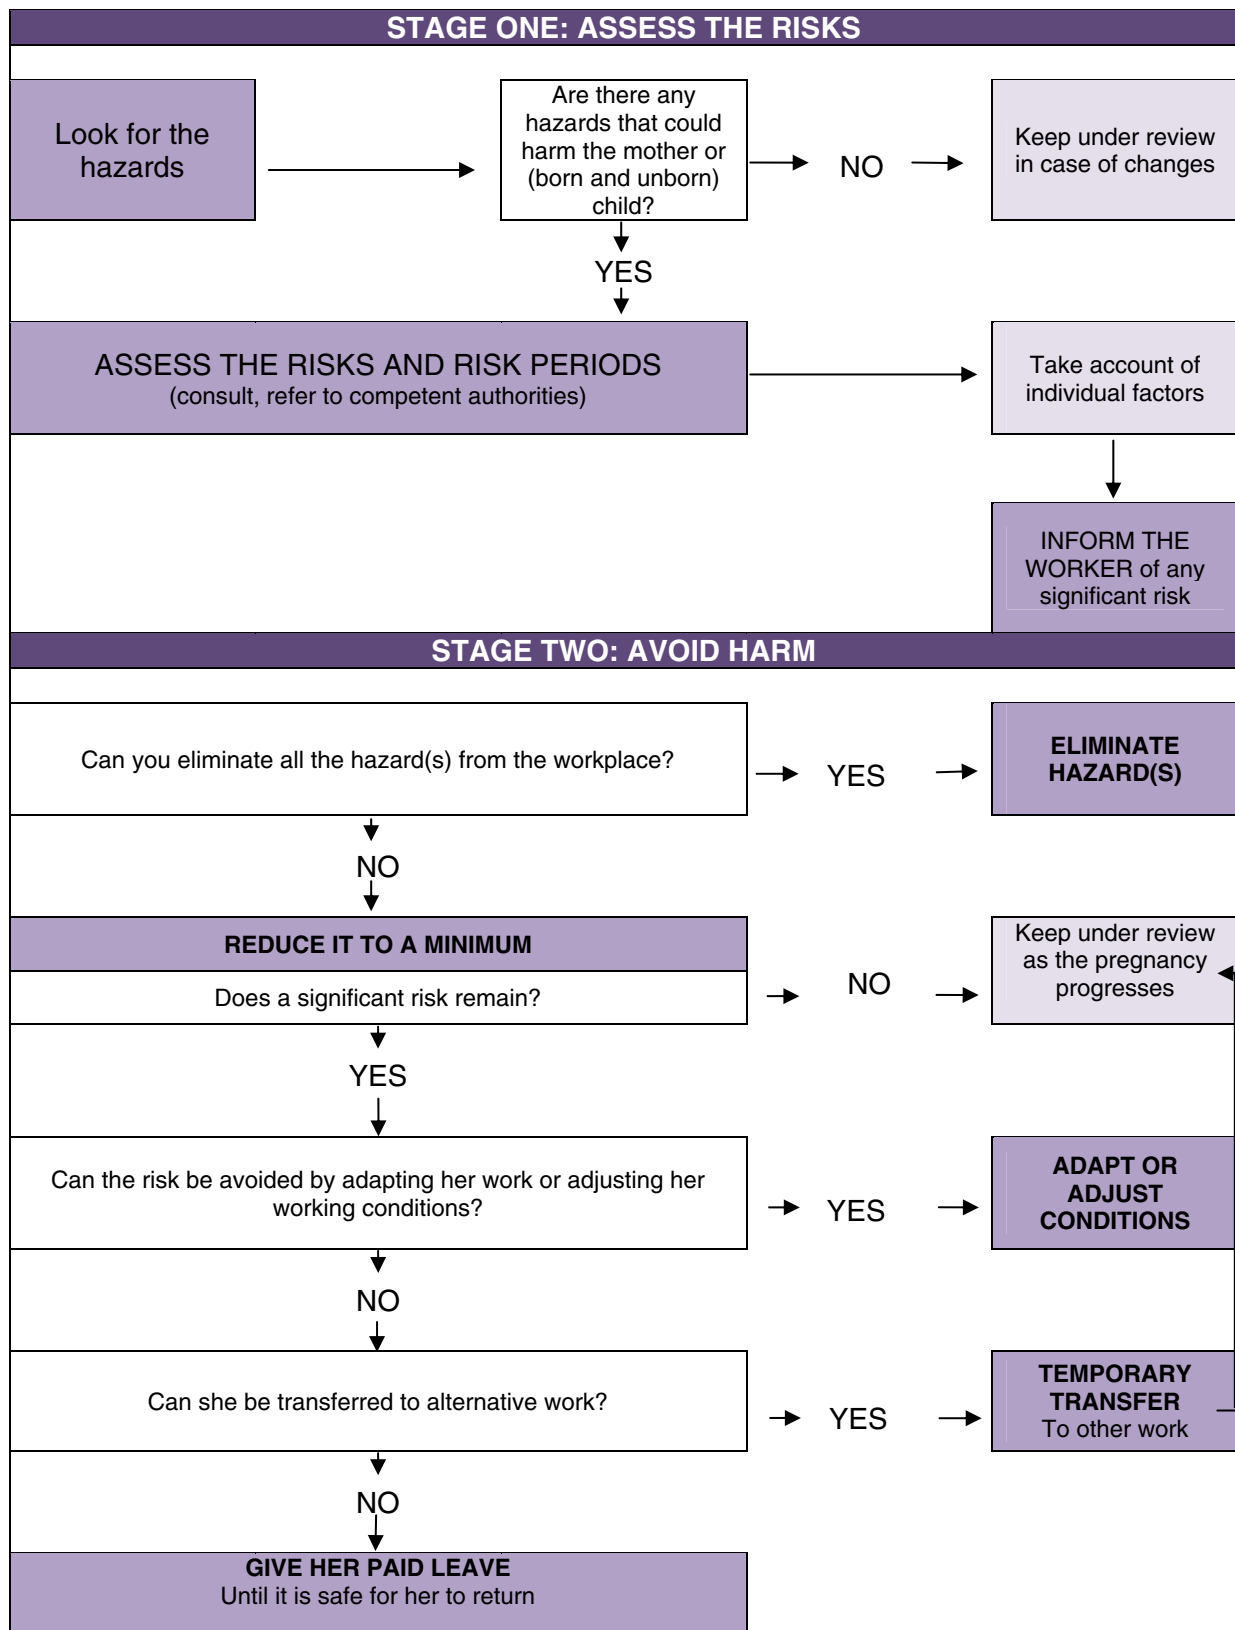 STAGE ONE: ASSESS THE RISKS
Look for the
hazards
Are there any
hazards that could
harm the mother or
(born and unborn)
child?
NO
Keep under review
in case of changes
YES
ASSESS THE RISKS AND RISK PERIODS
(consult, refer to competent authorities)
Take account of
individual factors
INFORM THE
WORKER of any
significant risk
STAGE TWO: AVOID HARM
Can you eliminate all the hazard(s) from the workplace?
YES
ELIMINATE
HAZARD(S)
NO
REDUCE IT TO A MINIMUM
Does a significant risk remain?
NO
Keep under review
as the pregnancy
progresses
YES
Can the risk be avoided by adapting her work or adjusting her
working conditions?
YES
ADAPT OR
ADJUST
CONDITIONS
NO
Can she be transferred to alternative work?
YES
TEMPORARY
TRANSFER
To other work
NO
GIVE HER PAID LEAVE
Until it is safe for her to return